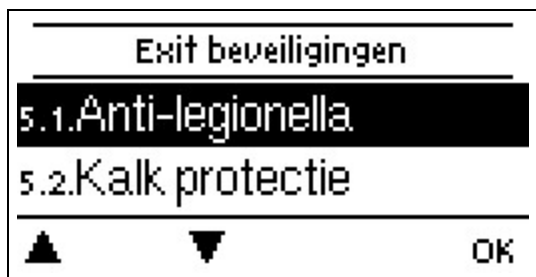 Exit beveiligingen
5.1.Anti-legionella
5.2.Kalk protectie
▲ ▼ OK